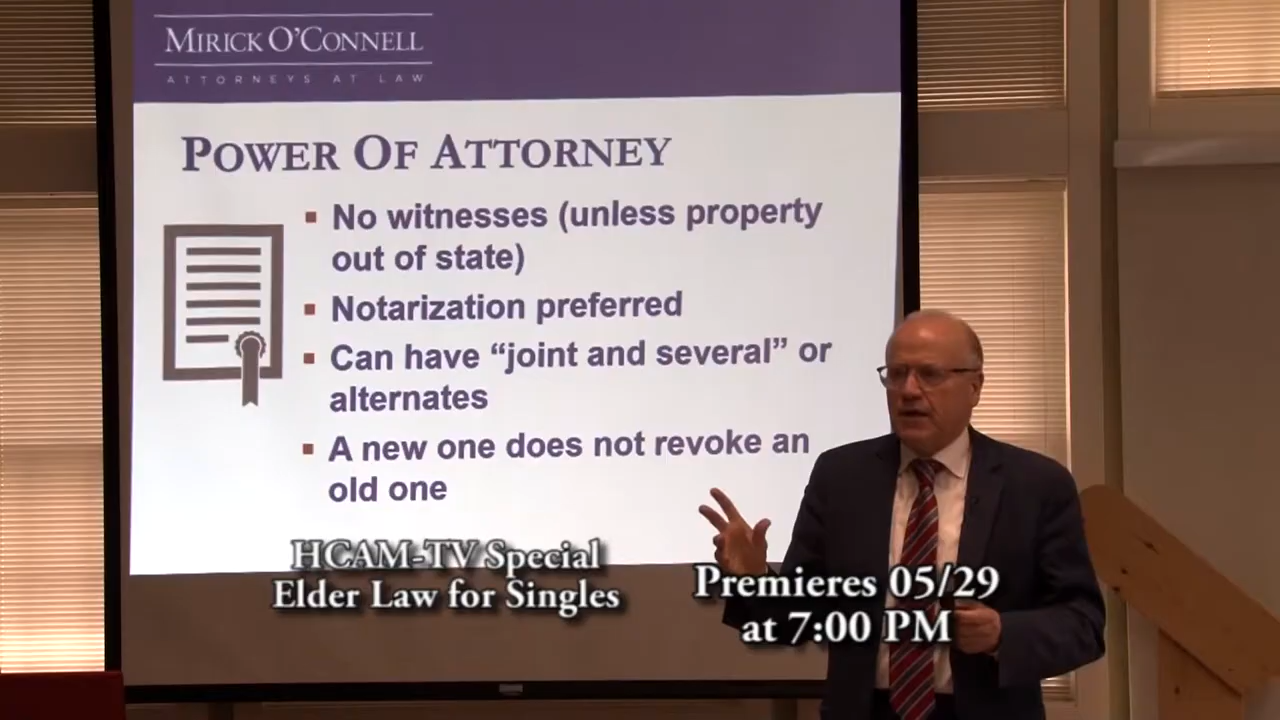 MIRICK O'CONNELL
ATTORNEYS AT LAW
POWER OF ATTORNEY
▪ No witnesses (unless property
out of state)
▪ Notarization preferred
▪ Can have “joint and several” or
alternates
▪ A new one does not revoke an
old one
HCAM-TV Special
Elder Law for Singles
Premieres 05/29
at 7:00 PM